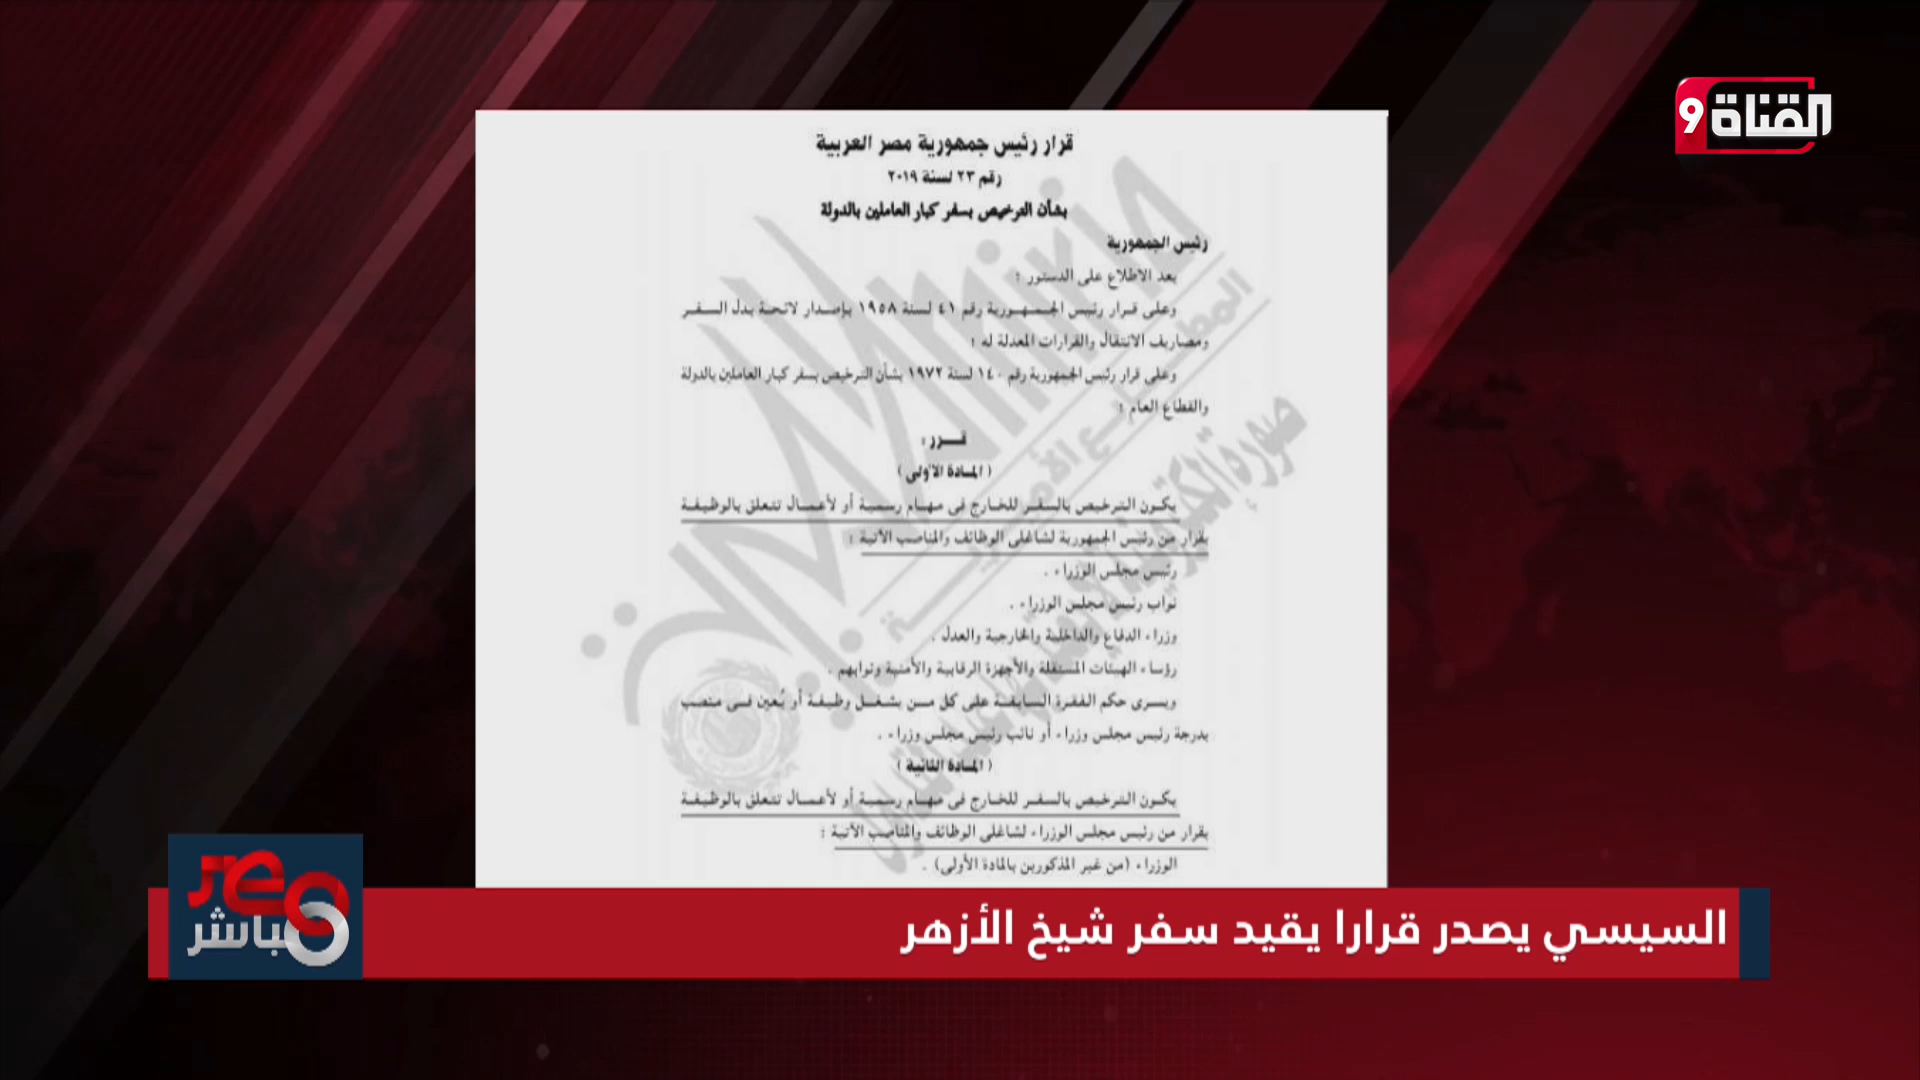 القناة 9
قرار رئيس جمهورية مصر العربية
رقم ٢٣ لسنة ٢٠١٩
بشأن الترخيص بسفر كبار العاملين بالدولة
رئيس الجمهورية
بعد الاطلاع على الدستور ؛
وعلى قرار رئيس الجمهورية رقم ٤١ لسنة ١٩٥٨ بإصدار لائحة بدل السفر
ومصاريف الانتقال والقرارات المعدلة له ؛
وعلى قرار رئيس الجمهورية رقم ١٤٠ لسنة ١٩٧٢ بشأن الترخيص بسفر كبار العاملين بالدولة
والقطاع العام ؛
قــــرر :
( المادة الأولى )
يكون الترخيص بالسفر للخارج فى مهام رسمية أو لأعمال تتعلق بالوظيفة
بقرار من رئيس الجمهورية لشاغلى الوظائف والمناصب الآتية :
رئيس مجلس الوزراء .
نواب رئيس مجلس الوزراء .
وزراء الدفاع والداخلية والخارجية والعدل .
رؤساء الهيئات المستقلة والأجهزة الرقابية والأمنية ونوابهم .
ويسرى حكم الفقرة السابقة على كل من يشغل وظيفة أو يُعين فى منصب
بدرجة رئيس مجلس وزراء أو نائب رئيس مجلس وزراء .
( المادة الثانية )
يكون الترخيص بالسفر للخارج فى مهام رسمية أو لأعمال تتعلق بالوظيفة
بقرار من رئيس مجلس الوزراء لشاغلى الوظائف والمناصب الآتية :
الوزراء (من غير المذكورين بالمادة الأولى) .
السيسي يصدر قرارا يقيد سفر شيخ الأزهر
مصر
مباشر